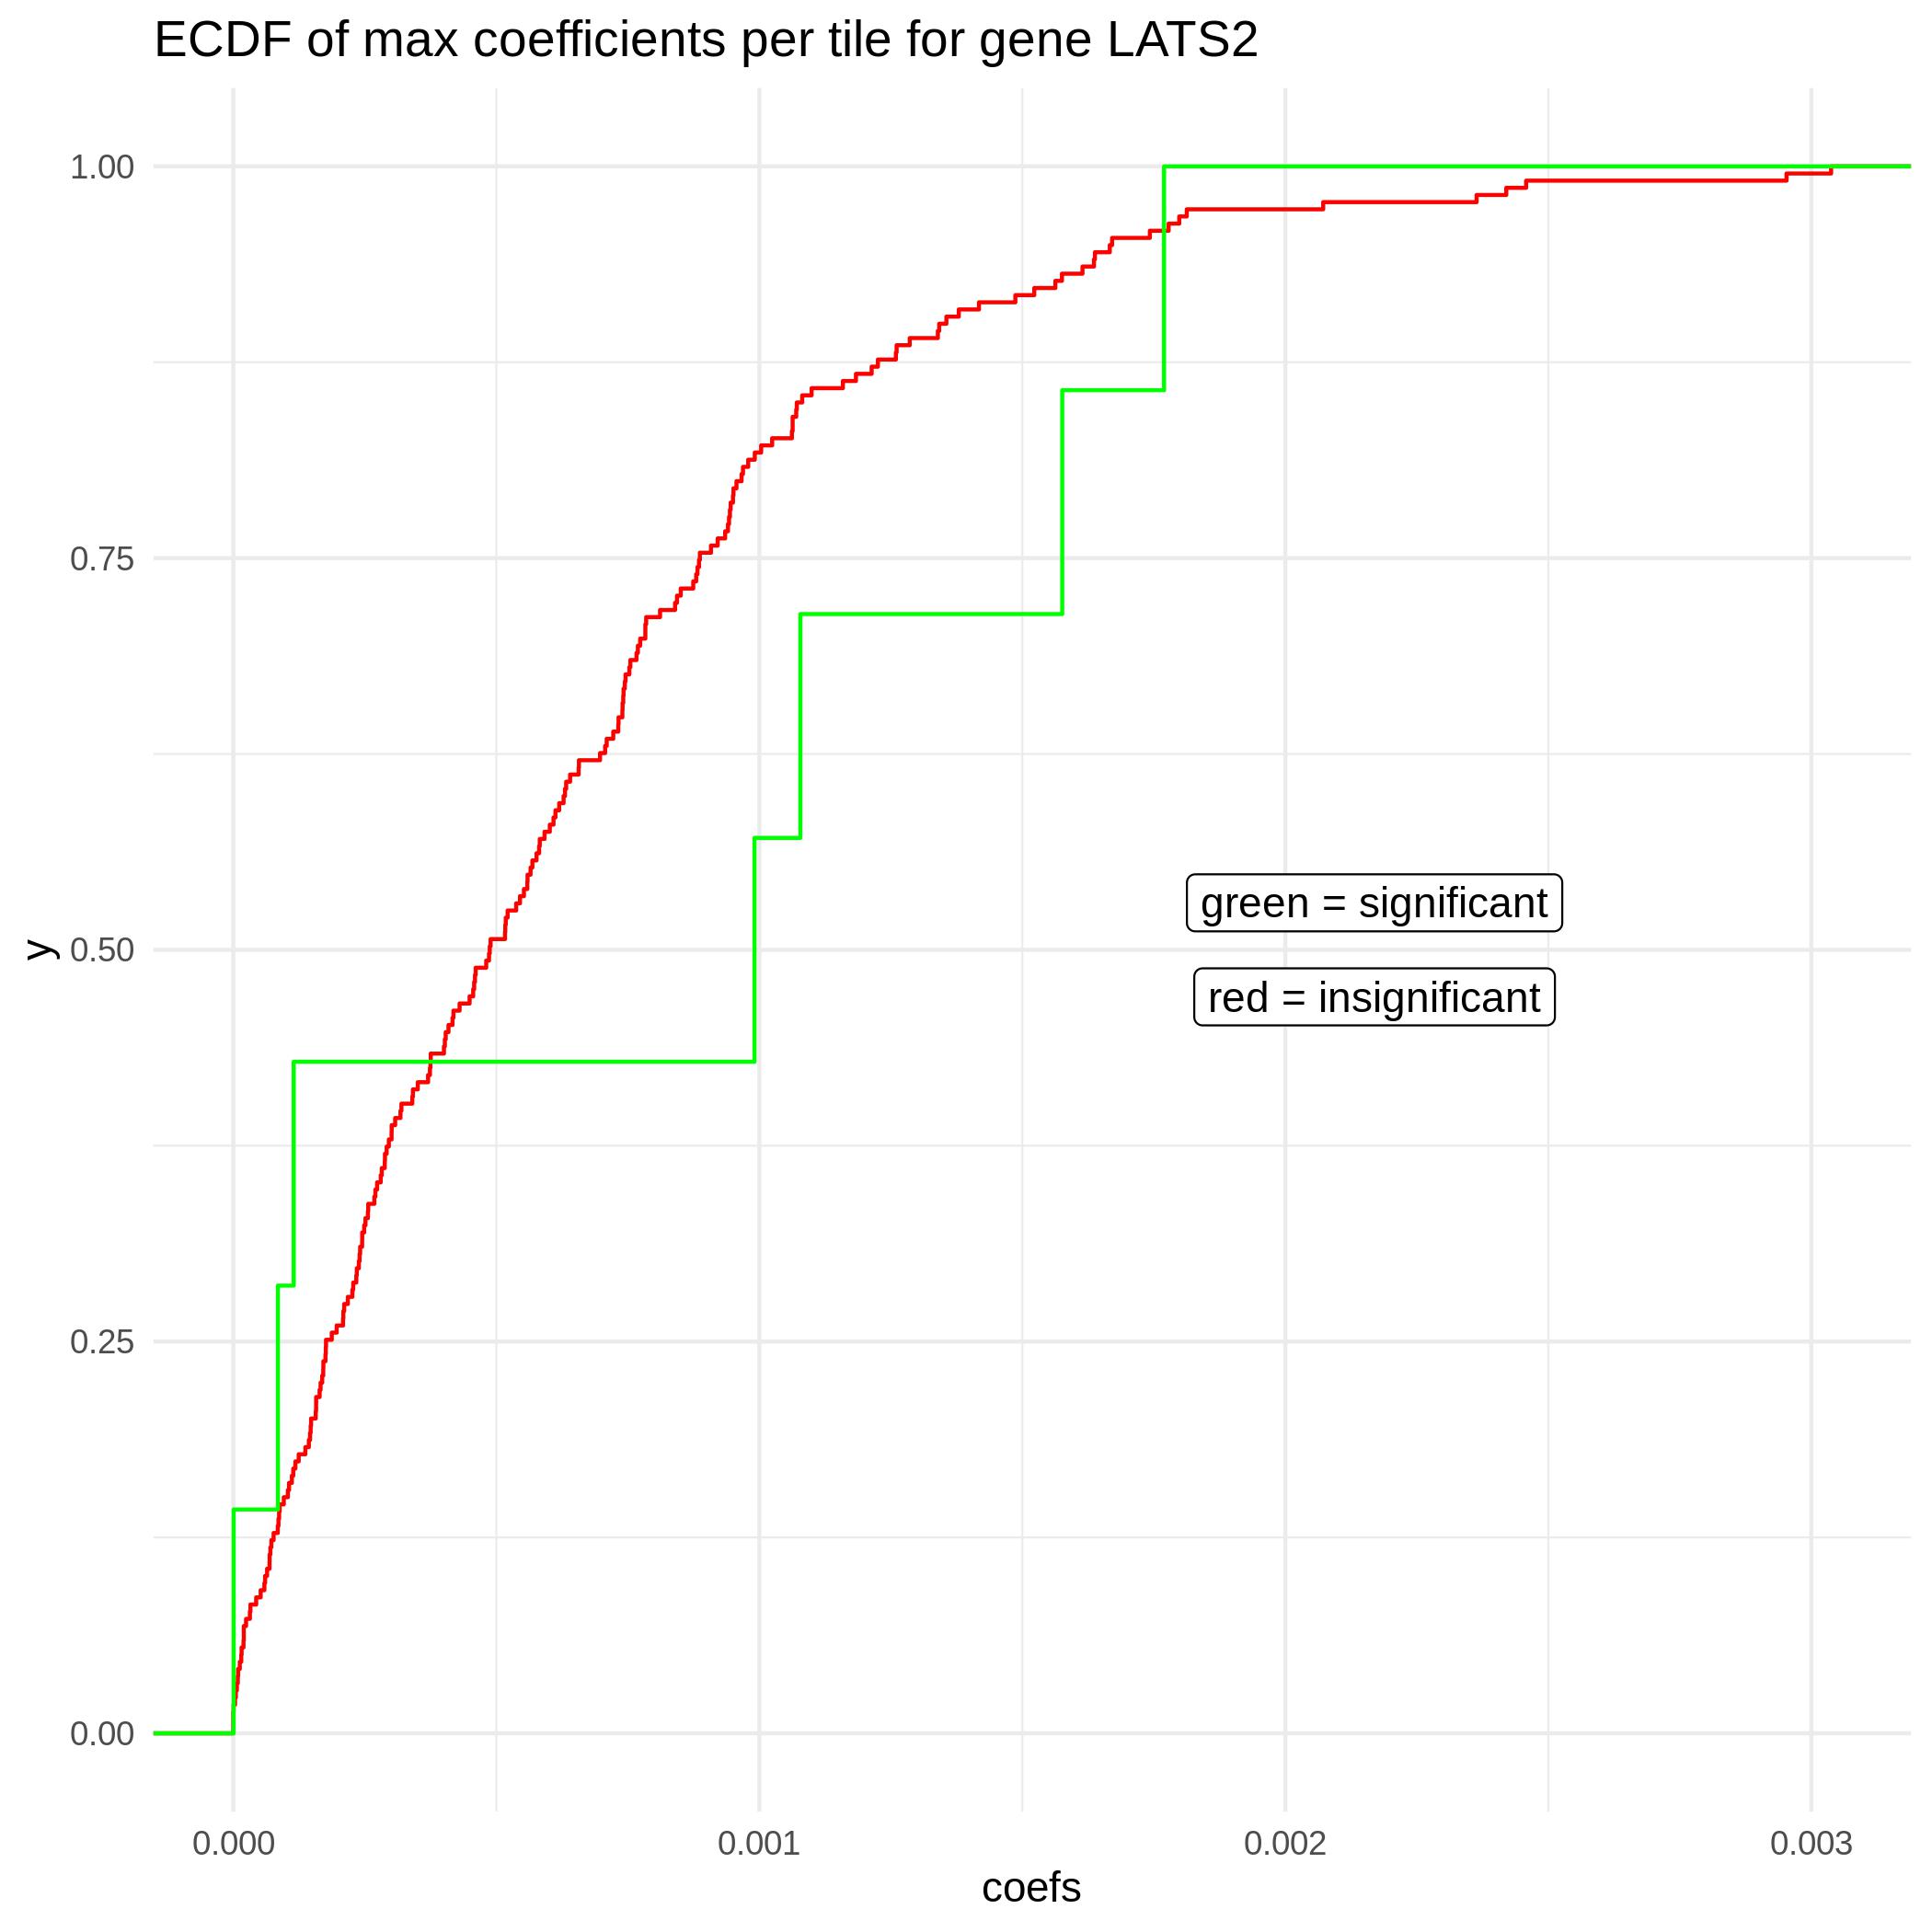 ECDF of max coefficients per tile for gene LATS2
1.00
0.75
0.50
0.25
0.00
y
green = significant
red = insignificant
0.000 0.001 0.002 0.003
coefs